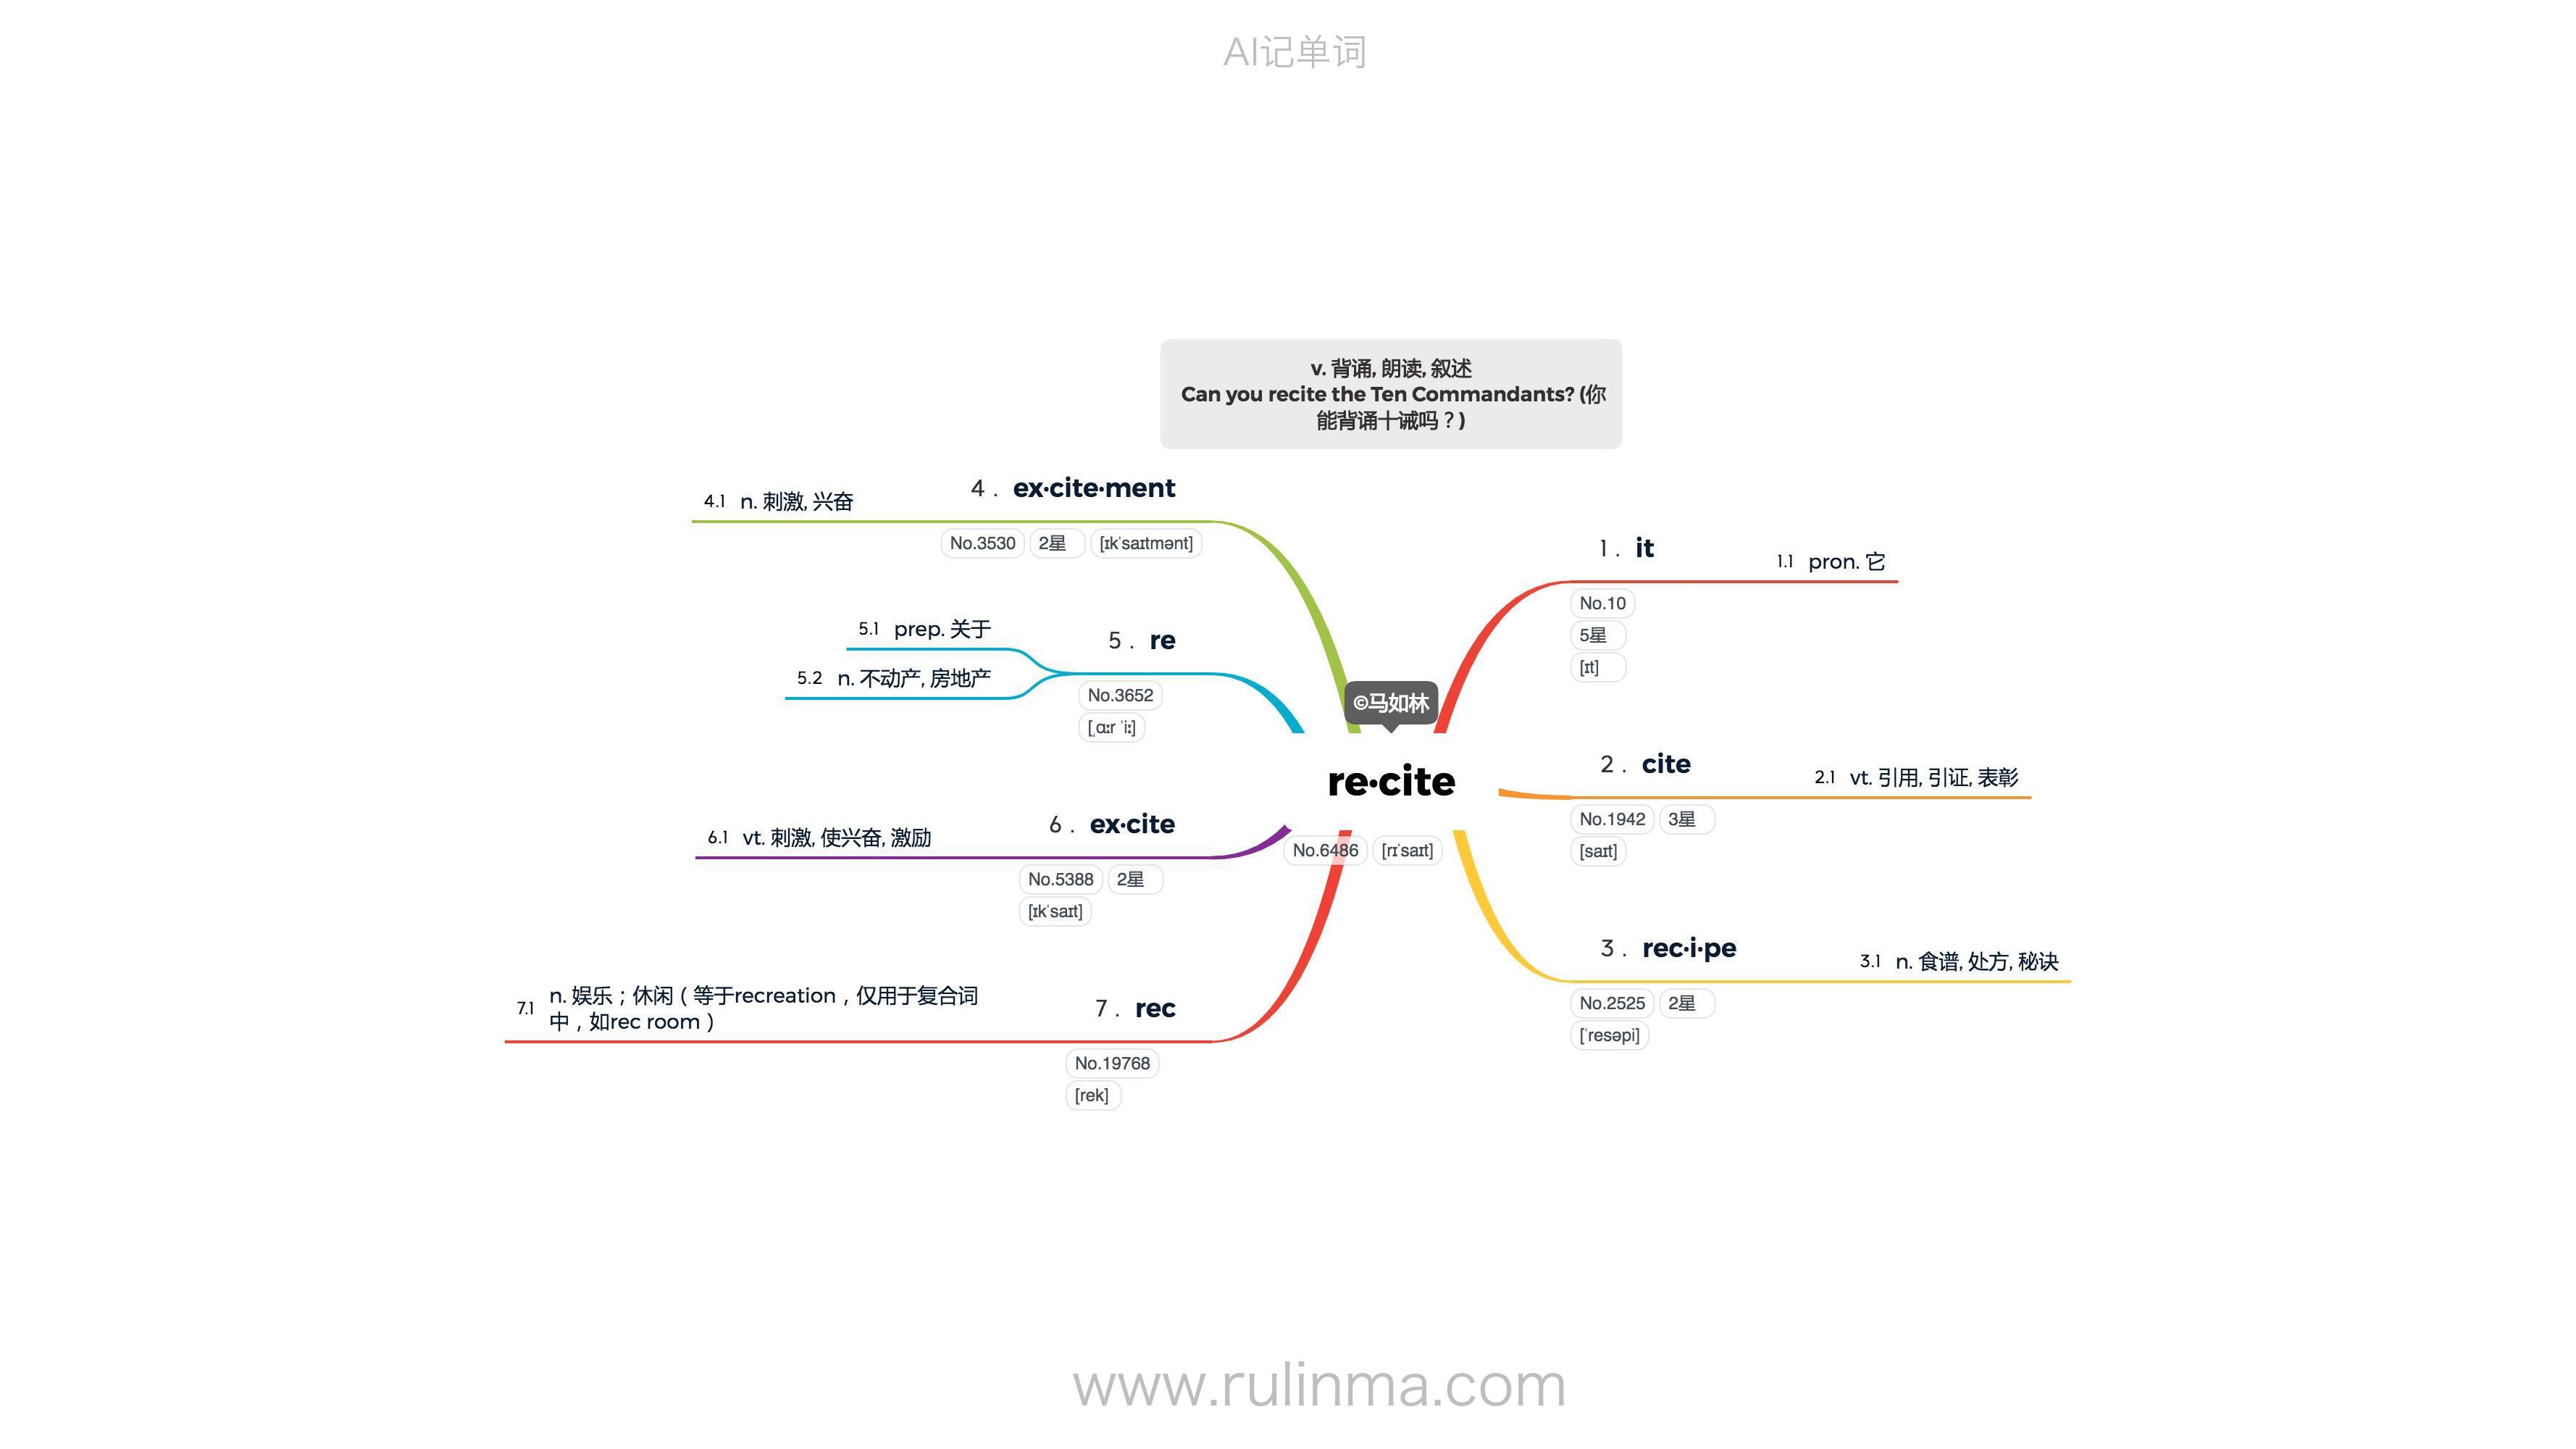 AI记单词
v. 背诵, 朗读, 叙述
Can you recite the Ten Commandants? (你
能背诵十诫吗？)
©马如林
re·cite
No.6486 [rɪˈsaɪt]
1. it
No.10
5星
[ɪt]
1.1 pron. 它
2. cite
No.1942 3星
[saɪt]
2.1 vt. 引用, 引证, 表彰
3. rec·i·pe
No.2525 2星
[ˈresəpi]
3.1 n. 食谱, 处方, 秘诀
4. ex·cite·ment
No.3530 2星 [ɪkˈsaɪtmənt]
4.1 n. 刺激, 兴奋
5. re
No.3652
[ˌɑːr ˈiː]
5.1 prep. 关于
5.2 n. 不动产, 房地产
6. ex·cite
No.5388 2星
[ɪkˈsaɪt]
6.1 vt. 刺激, 使兴奋, 激励
7. rec
No.19768
[rek]
7.1 n. 娱乐；休闲（等于recreation，仅用于复合词
中，如rec room）
www.rulinma.com